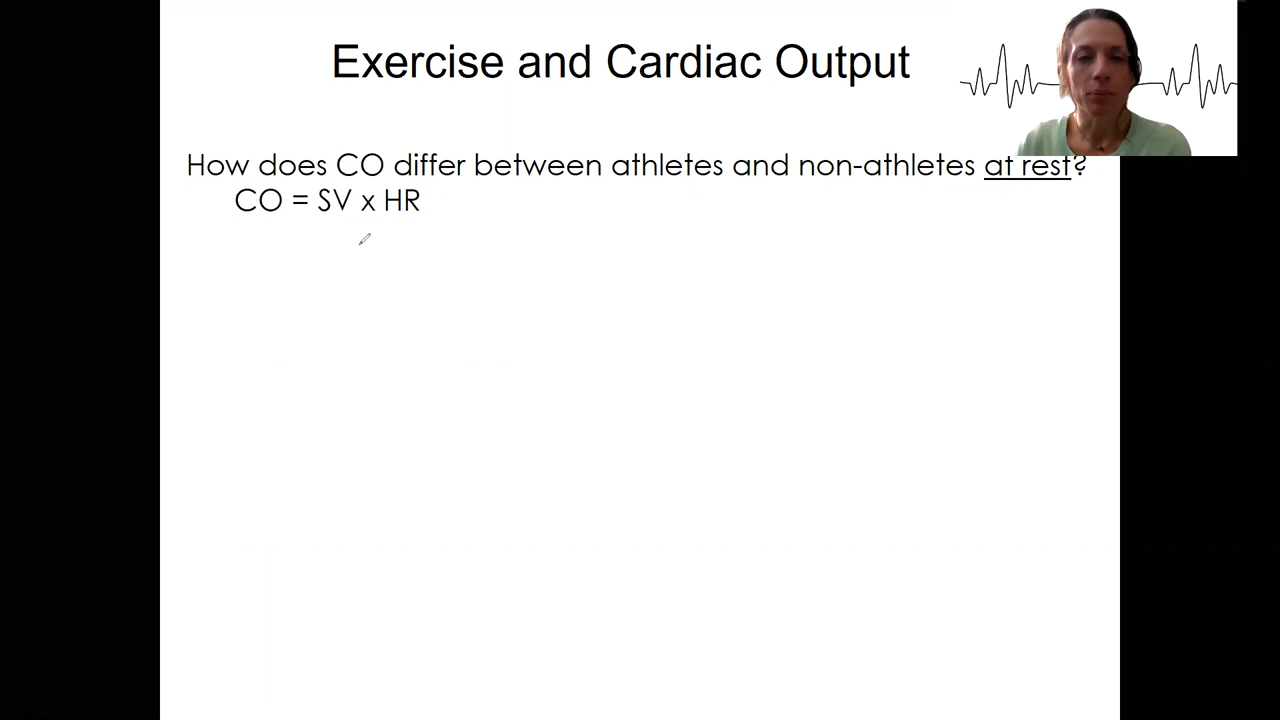 Exercise and Cardiac Output
How does CO differ between athletes and non-athletes at rest?
CO = SV x HR